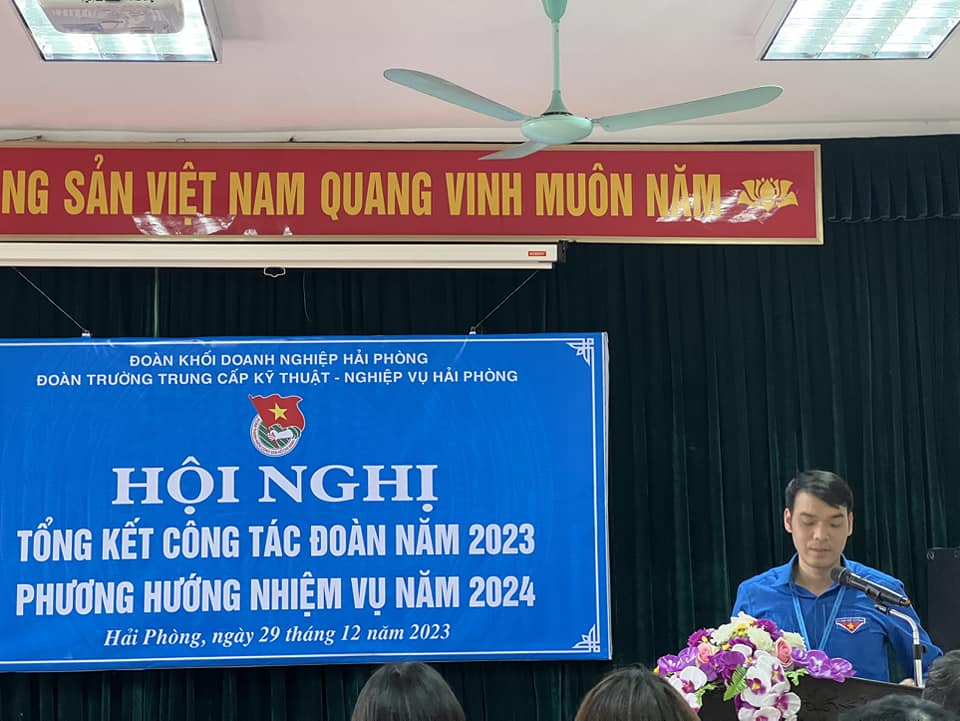 NG SẢN VIỆT NAM QUANG VINH MUÔN NĂM
ĐOÀN KHỐI DOANH NGHIỆP HẢI PHÒNG
ĐOÀN TRƯỜNG TRUNG CẤP KỸ THUẬT - NGHIỆP VỤ HẢI PHÒNG
HỘI NGHỊ
TỔNG KẾT CÔNG TÁC ĐOÀN NĂM 2023
PHƯƠNG HƯỚNG NHIỆM VỤ NĂM 2024
Hải Phòng, ngày 29 tháng 12 năm 2023